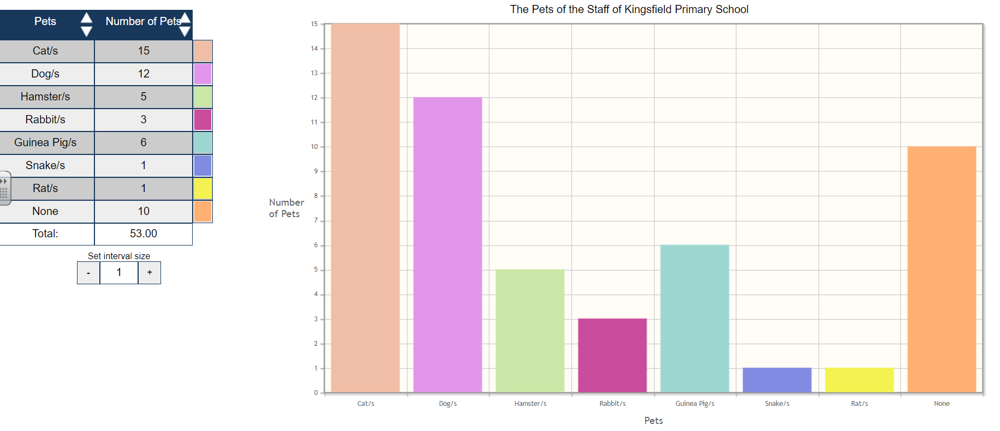 Pets Number of Pets
Cat/s 15
Dog/s 12
Hamster/s 5
Rabbit/s 3
Guinea Pig/s 6
Snake/s 1
Rat/s 1
None 10
Total: 53.00
Set interval size
- 1 +
The Pets of the Staff of Kingsfield Primary School
15
14
13
12
11
10
9
8
7
6
5
4
3
2
1
0
Number
of Pets
Cat/s Dog/s Hamster/s Rabbit/s Guinea Pig/s Snake/s Rat/s None
Pets